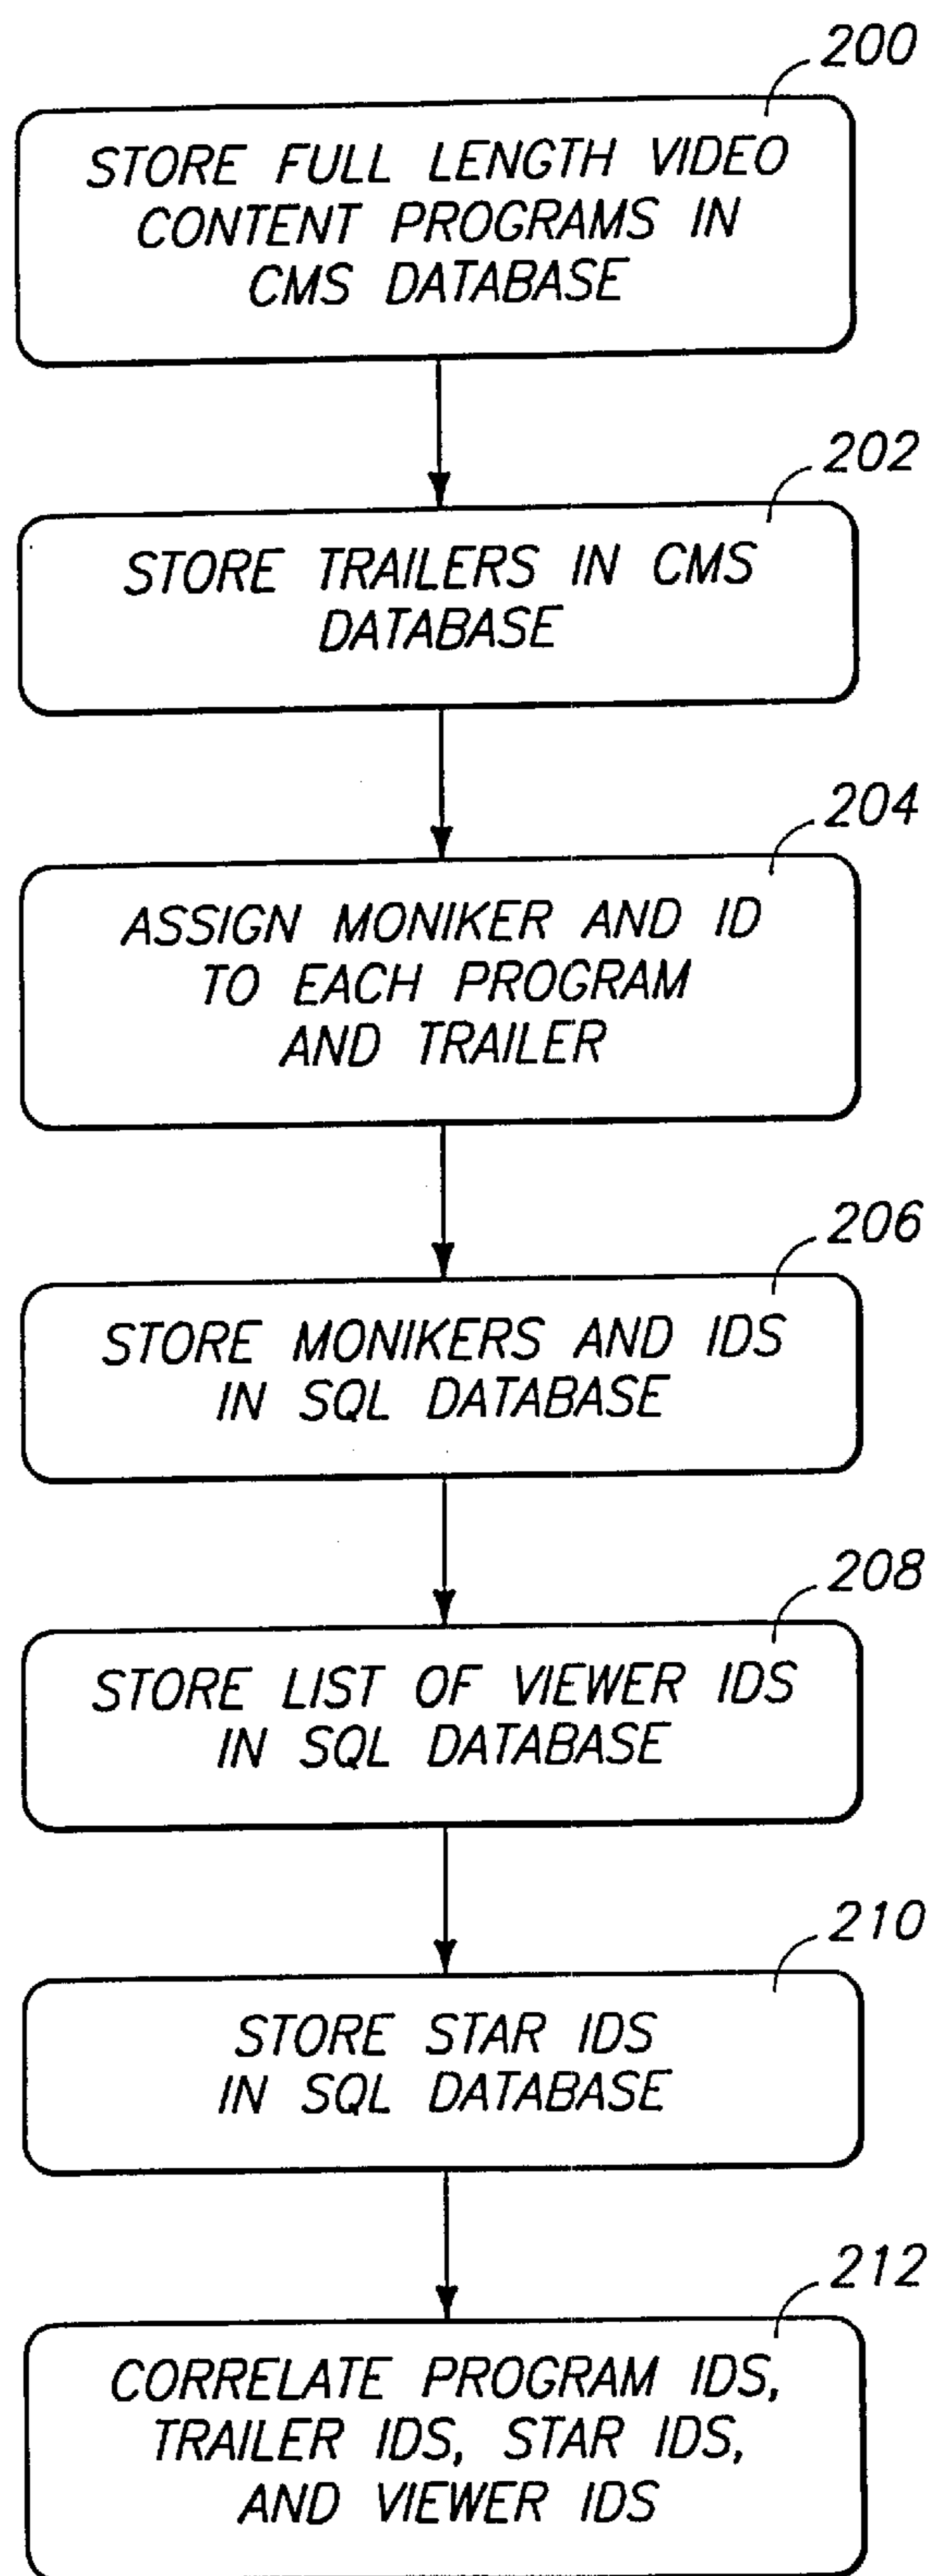 200
STORE FULL LENGTH VIDEO
CONTENT PROGRAMS IN
CMS DATABASE
202
STORE TRAILERS IN CMS
DATABASE
204
ASSIGN MONIKER AND ID
TO EACH PROGRAM
AND TRAILER
206
STORE MONIKERS AND IDS
IN SQL DATABASE
208
STORE LIST OF VIEWER IDS
IN SQL DATABASE
210
STORE STAR IDS
IN SQL DATABASE
212
CORRELATE PROGRAM IDS,
TRAILER IDS, STAR IDS,
AND VIEWER IDS